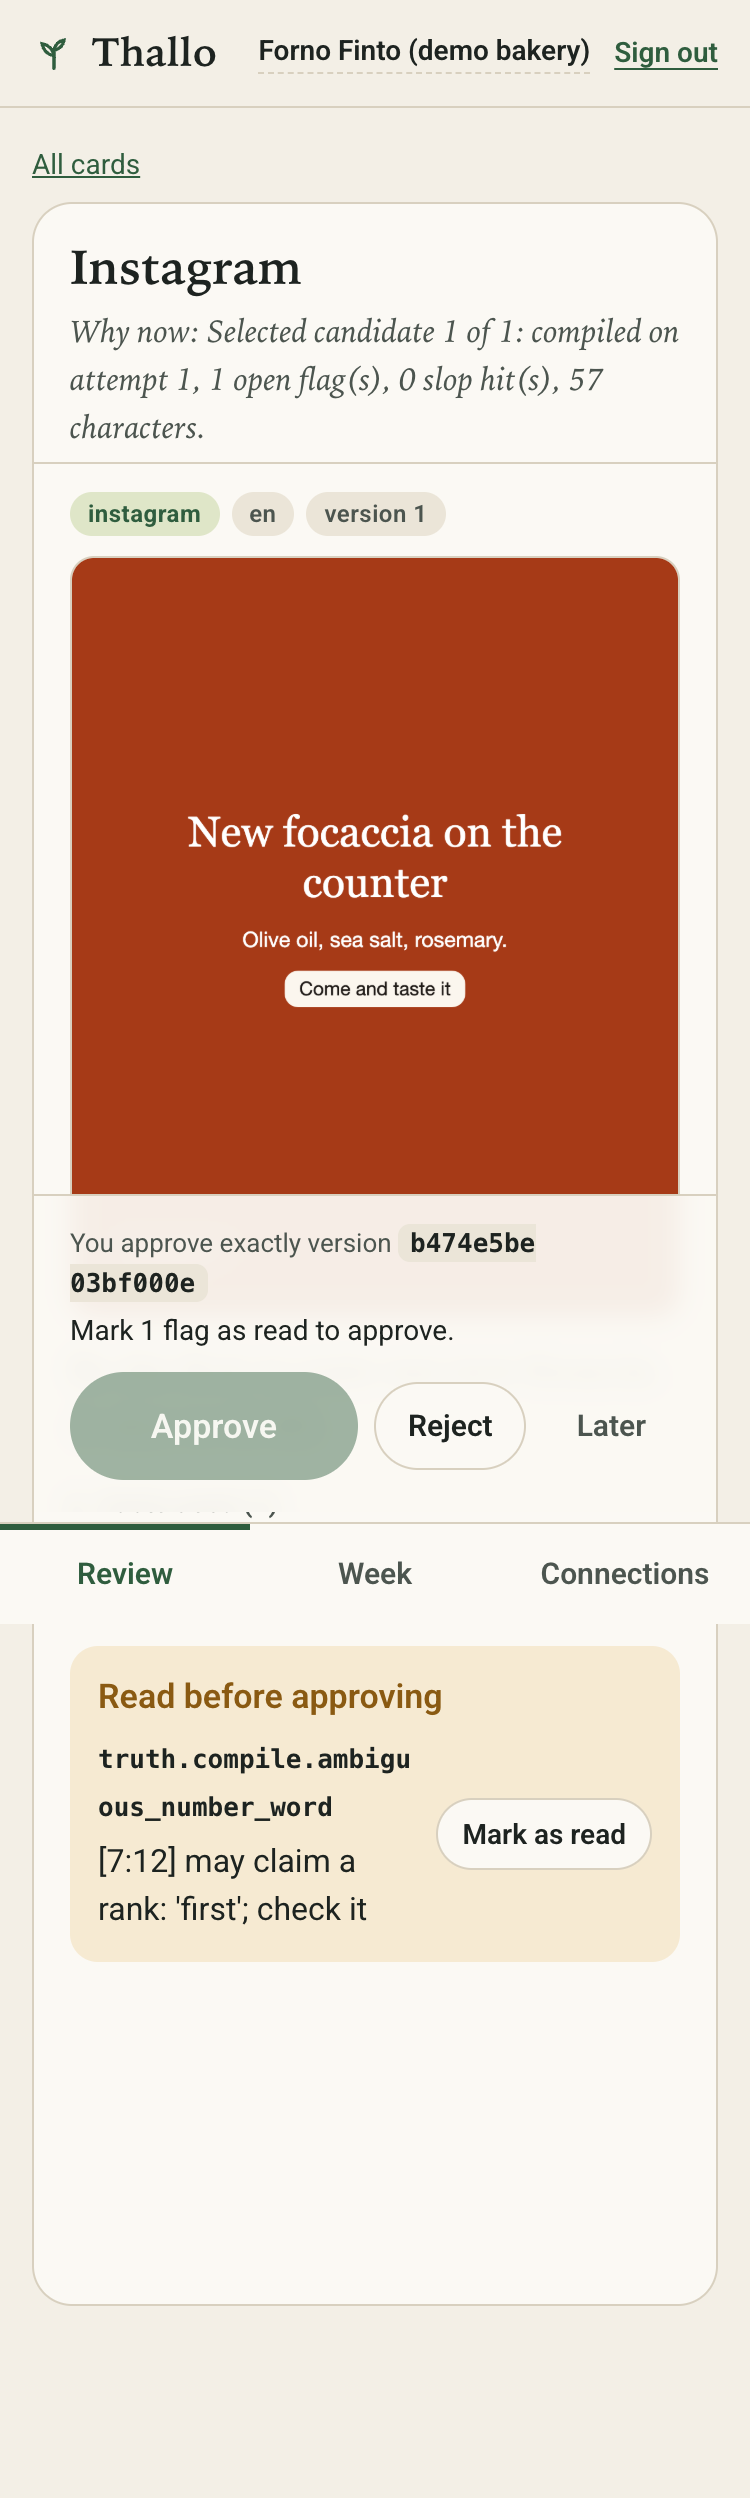 Thallo
Forno Finto (demo bakery)
Sign out
All cards
Instagram
Why now: Selected candidate 1 of 1: compiled on
attempt 1, 1 open flag(s), 0 slop hit(s), 57
characters.
instagram
en
version 1
New focaccia on the
counter
Olive oil, sea salt, rosemary.
Come and taste it
You approve exactly version b474e5be
03bf000e
Mark 1 flag as read to approve.
Approve
Reject
Later
Review
Week
Connections
Read before approving
truth.compile.ambigu
ous_number_word
[7:12] may claim a
rank: 'first'; check it
Mark as read